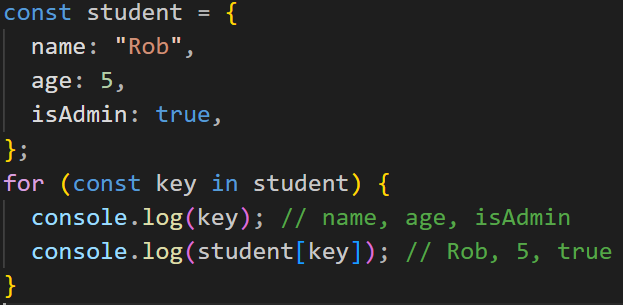 const student = {
  name: "Rob",
  age: 5,
  isAdmin: true,
};
for (const key in student) {
  console.log(key); // name, age, isAdmin
  console.log(student[key]); // Rob, 5, true
}